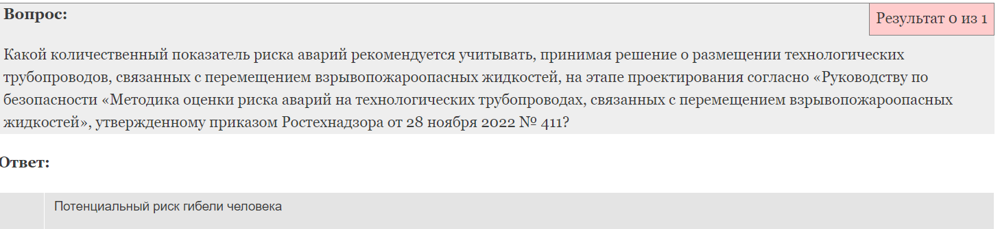 Вопрос:
Результат 0 из 1
Какой количественный показатель риска аварий рекомендуется учитывать, принимая решение о размещении технологических
трубопроводов, связанных с перемещением взрывопожароопасных жидкостей, на этапе проектирования согласно «Руководству по
безопасности «Методика оценки риска аварий на технологических трубопроводах, связанных с перемещением взрывопожароопасных
жидкостей», утвержденному приказом Ростехнадзора от 28 ноября 2022 № 411?
Ответ:
Потенциальный риск гибели человека